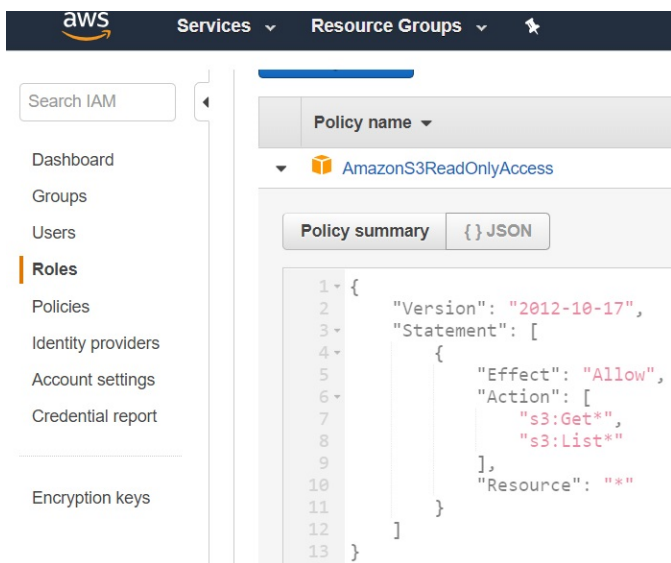 aws
Services
Resource Groups
Search IAM
Dashboard
Groups
Users
Roles
Policies
Identity providers
Account settings
Credential report
Encryption keys
Policy name
AmazonS3ReadOnlyAccess
Policy summary
{ } JSON
1 {
2     "Version": "2012-10-17",
3     "Statement": [
4         {
5             "Effect": "Allow",
6             "Action": [
7                 "s3:Get*",
8                 "s3:List*"
9             ],
10             "Resource": "*"
11         }
12     ]
13 }